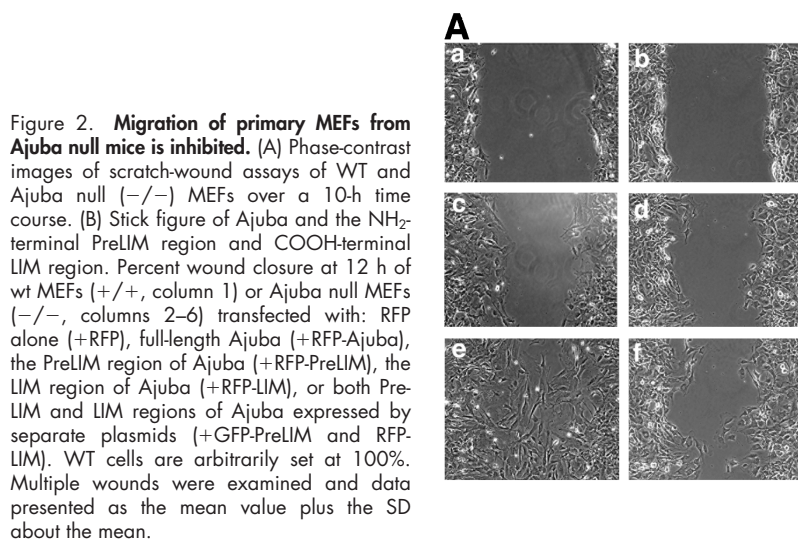 Figure 2. Migration of primary MEFs from
Ajuba null mice is inhibited. (A) Phase-contrast
images of scratch-wound assays of WT and
Ajuba null (−/−) MEFs over a 10-h time
course. (B) Stick figure of Ajuba and the NH2-
terminal PreLIM region and COOH-terminal
LIM region. Percent wound closure at 12 h of
wt MEFs (+/+, column 1) or Ajuba null MEFs
(−/−, columns 2–6) transfected with: RFP
alone (+RFP), full-length Ajuba (+RFP-Ajuba),
the PreLIM region of Ajuba (+RFP-PreLIM), the
LIM region of Ajuba (+RFP-LIM), or both Pre-
LIM and LIM regions of Ajuba expressed by
separate plasmids (+GFP-PreLIM and RFP-
LIM). WT cells are arbitrarily set at 100%.
Multiple wounds were examined and data
presented as the mean value plus the SD
about the mean.
A
a
b
c
d
e
f